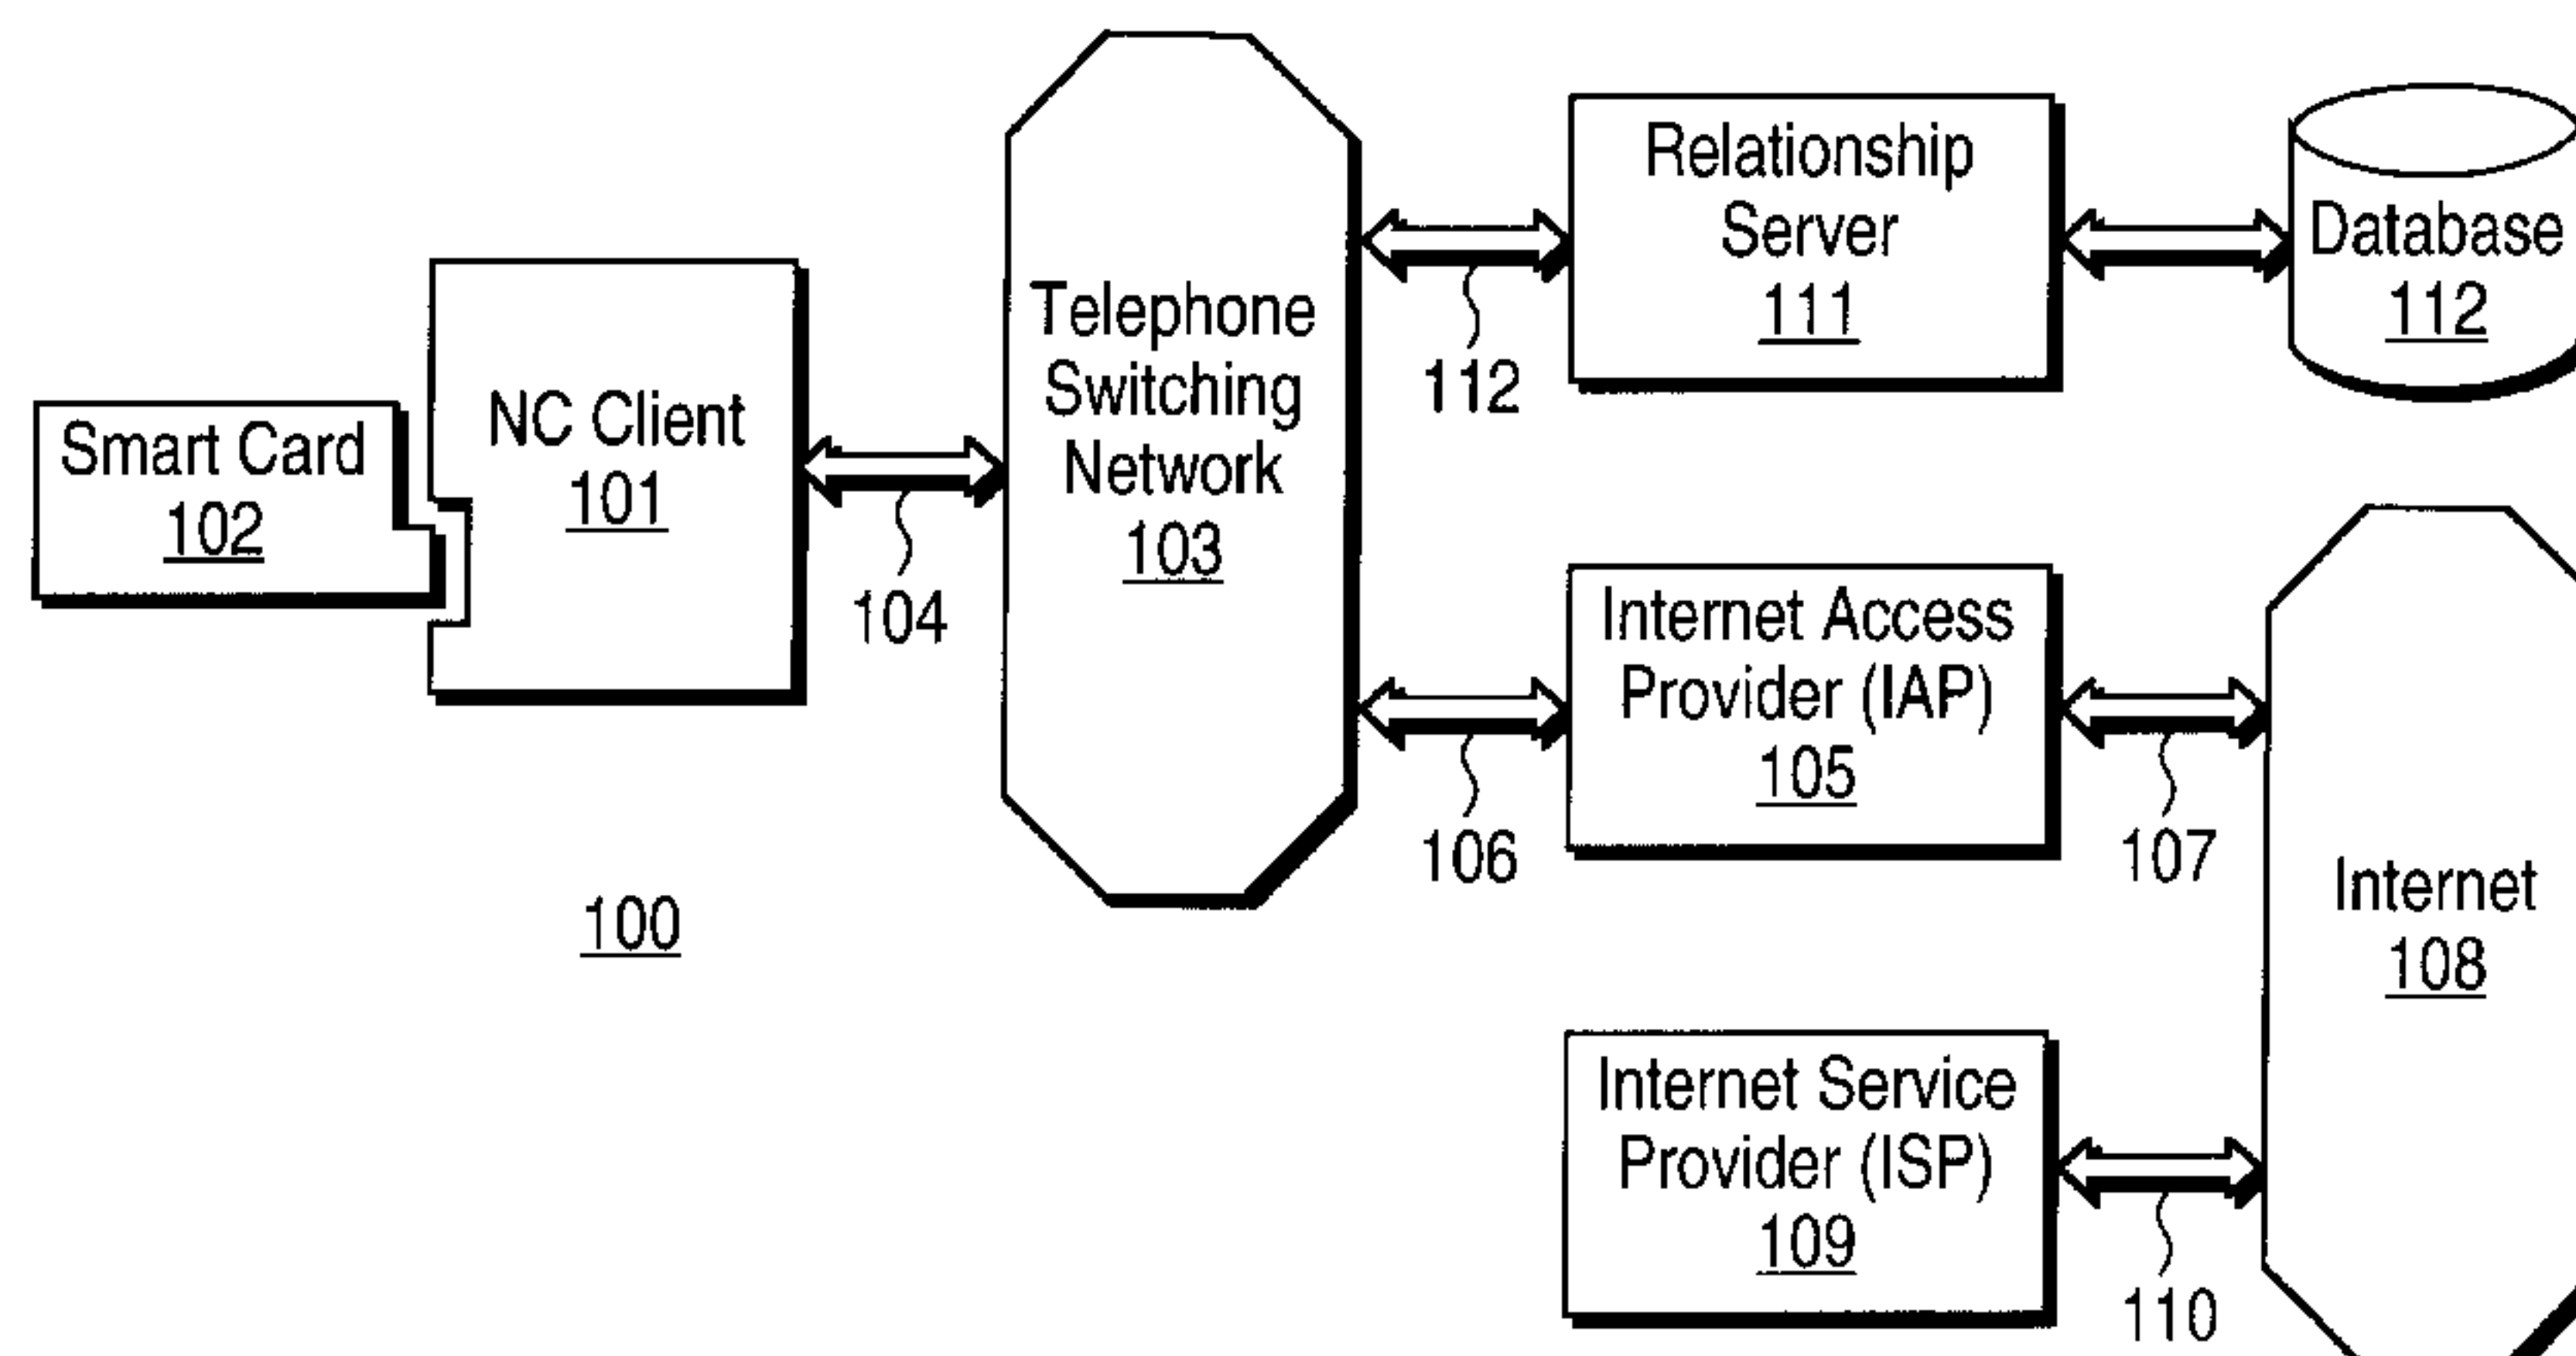 Smart Card
102
NC Client
101
104
100
Telephone
Switching
Network
103
Relationship
Server
111
112
Database
112
Internet Access
Provider (IAP)
105
106
107
Internet
108
Internet Service
Provider (ISP)
109
110